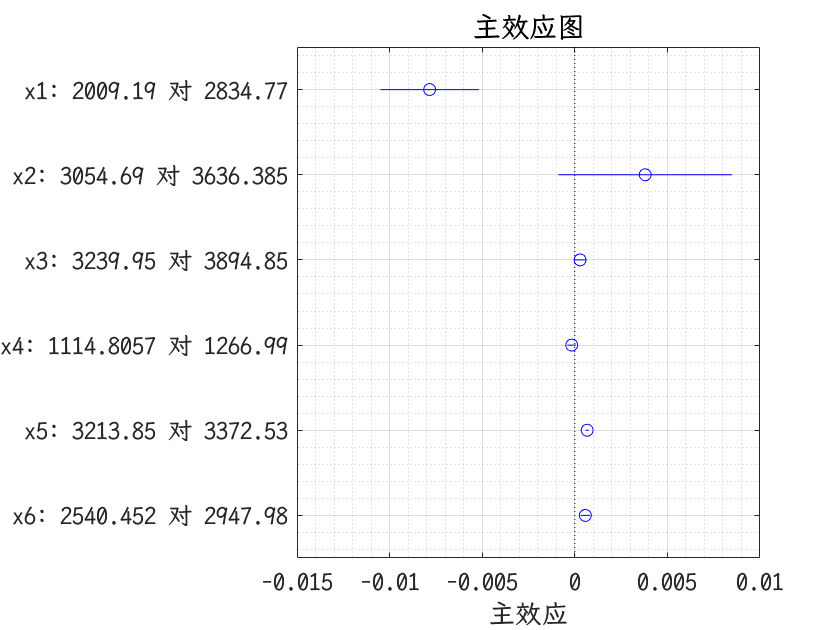 主效应图
x1: 2009.19 对 2834.77
x2: 3054.69 对 3636.385
x3: 3239.95 对 3894.85
x4: 1114.8057 对 1266.99
x5: 3213.85 对 3372.53
x6: 2540.452 对 2947.98
-0.015 -0.01 -0.005 0 0.005 0.01
主效应